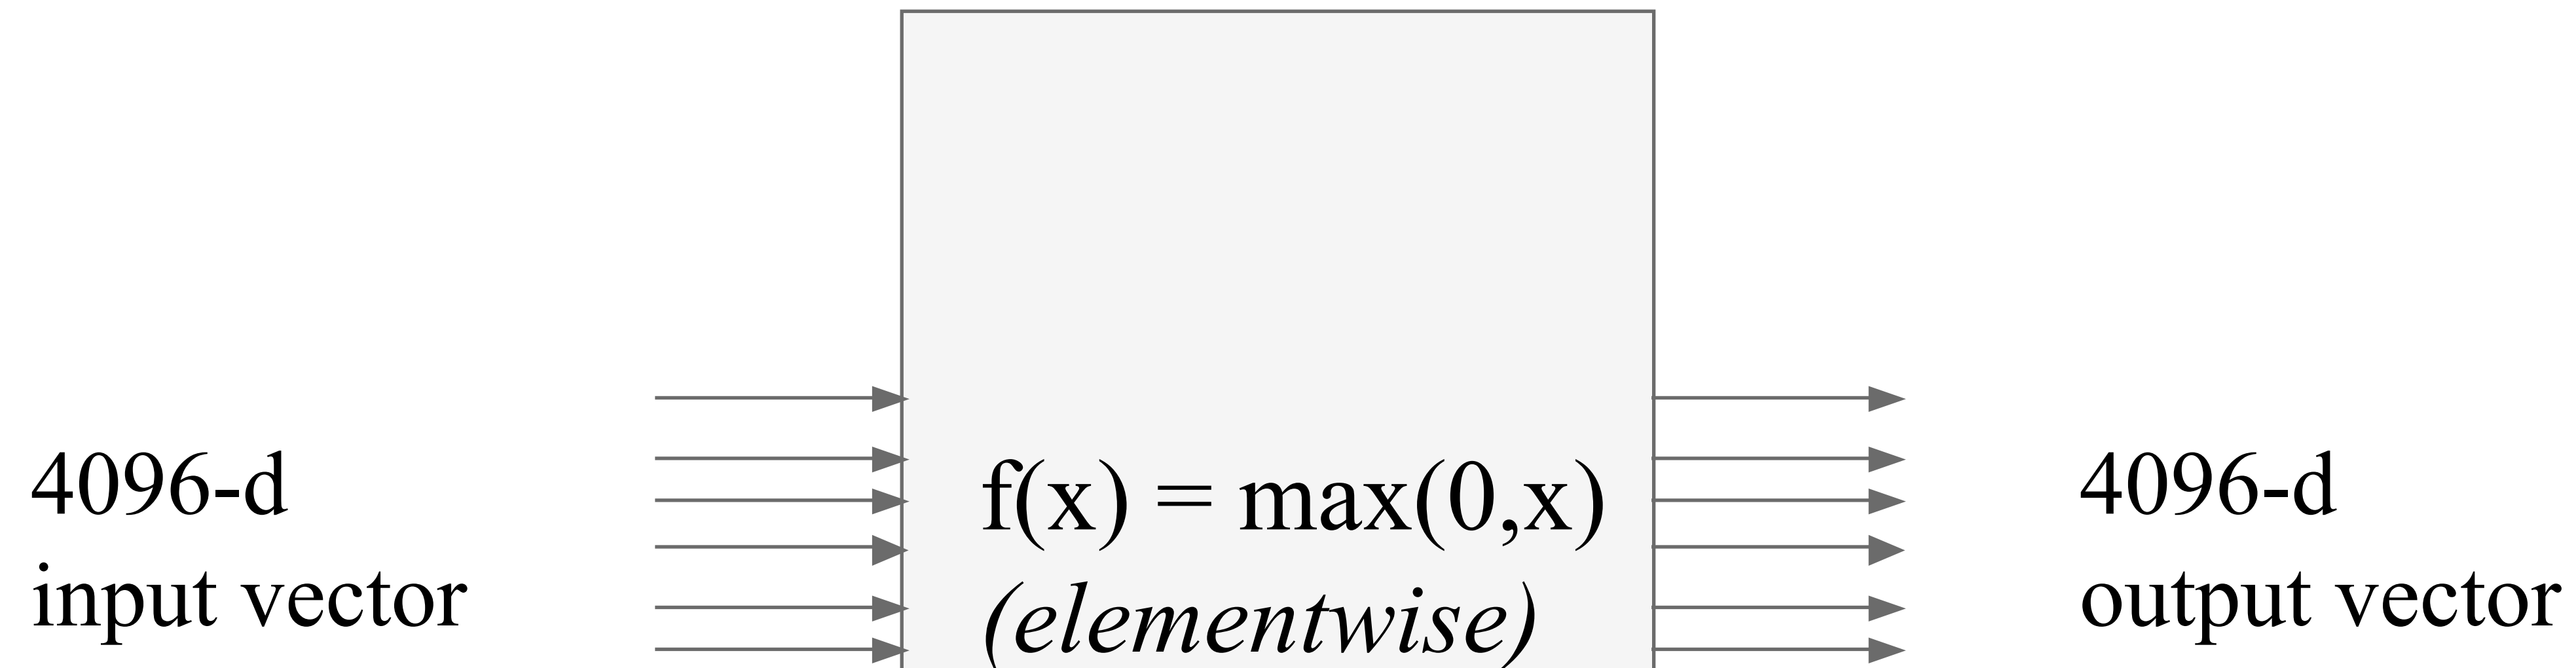 4096-d
input vector
f(x) = max(0,x)
(elementwise)
4096-d
output vector